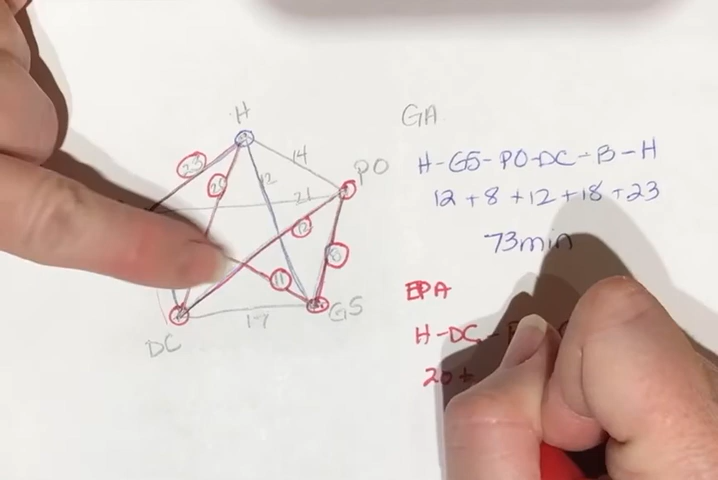 H
GA
23
14
PO
H-GS-PO-DC-B-H
20
12
21
12+8+12+18+23
12
73min
8
11
EPA
17
GS
DC
H-DC-
20+